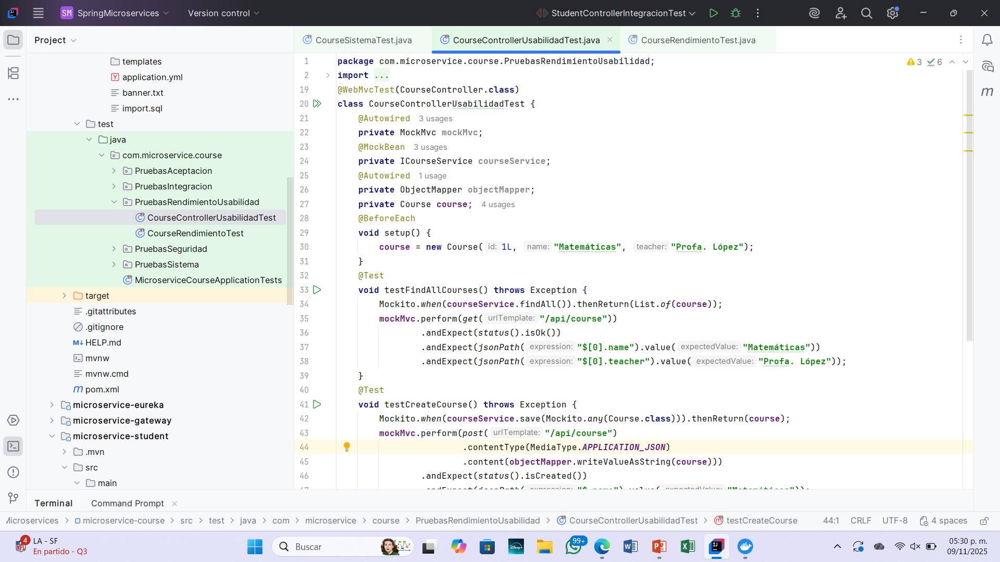 SM SpringMicroservices
Version control
StudentControllerIntegracionTest
Project
CourseSistemaTest.java
CourseControllerUsabilidadTest.java
CourseRendimientoTest.java
templates
application.yml
banner.txt
import.sql
test
java
com.microservice.course
PruebasAceptacion
PruebasIntegracion
PruebasRendimientoUsabilidad
CourseControllerUsabilidadTest
CourseRendimientoTest
PruebasSeguridad
PruebasSistema
MicroserviceCourseApplicationTests
target
.gitattributes
.gitignore
HELP.md
mvnw
mvnw.cmd
pom.xml
microservice-eureka
microservice-gateway
microservice-student
.mvn
src
main
3 6
1 package com.microservice.course.PruebasRendimientoUsabilidad;
2 import ...
19 @WebMvcTest(CourseController.class)
20 class CourseControllerUsabilidadTest {
21 @Autowired 3 usages
22 private MockMvc mockMvc;
23 @MockBean 3 usages
24 private ICourseService courseService;
25 @Autowired 1 usage
26 private ObjectMapper objectMapper;
27 private Course course; 4 usages
28 @BeforeEach
29 void setup() {
30 course = new Course( id: 1L, name: "Matemáticas", teacher: "Profa. López");
31 }
32 @Test
33 void testFindAllCourses() throws Exception {
34 Mockito.when(courseService.findAll()).thenReturn(List.of(course));
35 mockMvc.perform(get( urlTemplate: "/api/course"))
36 .andExpect(status().isOk())
37 .andExpect(jsonPath( expression: "$[0].name").value( expectedValue: "Matemáticas"))
38 .andExpect(jsonPath( expression: "$[0].teacher").value( expectedValue: "Profa. López"));
39 }
40 @Test
41 void testCreateCourse() throws Exception {
42 Mockito.when(courseService.save(Mockito.any(Course.class))).thenReturn(course);
43 mockMvc.perform(post( urlTemplate: "/api/course")
44 .contentType(MediaType.APPLICATION_JSON)
45 .content(objectMapper.writeValueAsString(course)))
46 .andExpect(status().isCreated())
47 .andExpect(jsonPath( expression: "$.name").value( expectedValue: "Matemáticas"));
Terminal Command Prompt
Microservices > microservice-course > src > test > java > com > microservice > course > PruebasRendimientoUsabilidad > CourseControllerUsabilidadTest > testCreateCourse
44:1 CRLF UTF-8 4 spaces
4
LA - SF
En partido - Q3
Buscar
99+
05:30 p. m.
09/11/2025